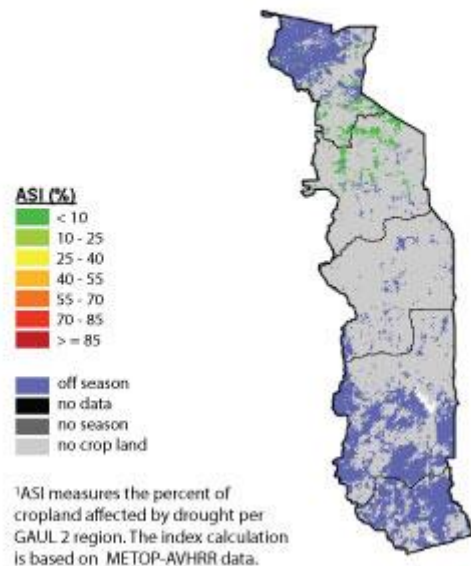 ASI (%)
< 10
10 - 25
25 - 40
40 - 55
55 - 70
70 - 85
> = 85
off season
no data
no season
no crop land
¹ASI measures the percent of
cropland affected by drought per
GAUL 2 region. The index calculation
is based on METOP-AVHRR data.